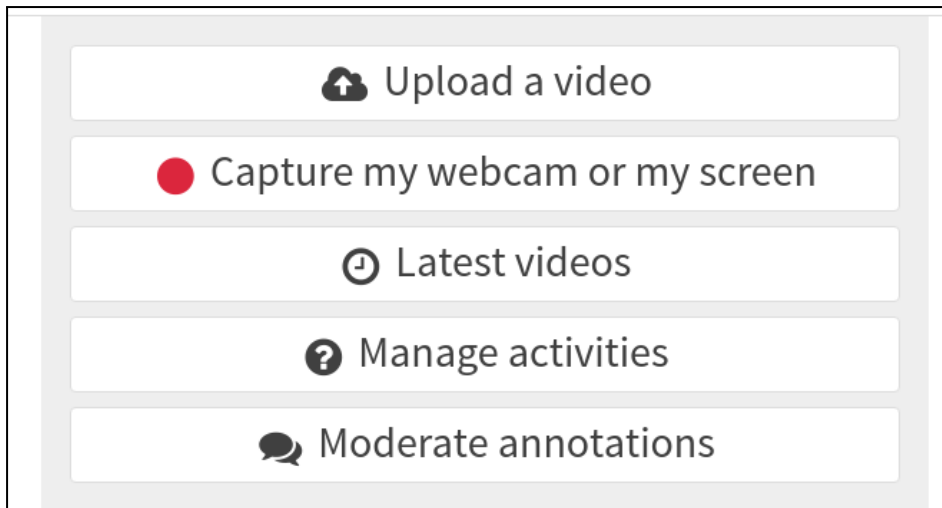 Upload a video
Capture my webcam or my screen
Latest videos
Manage activities
Moderate annotations